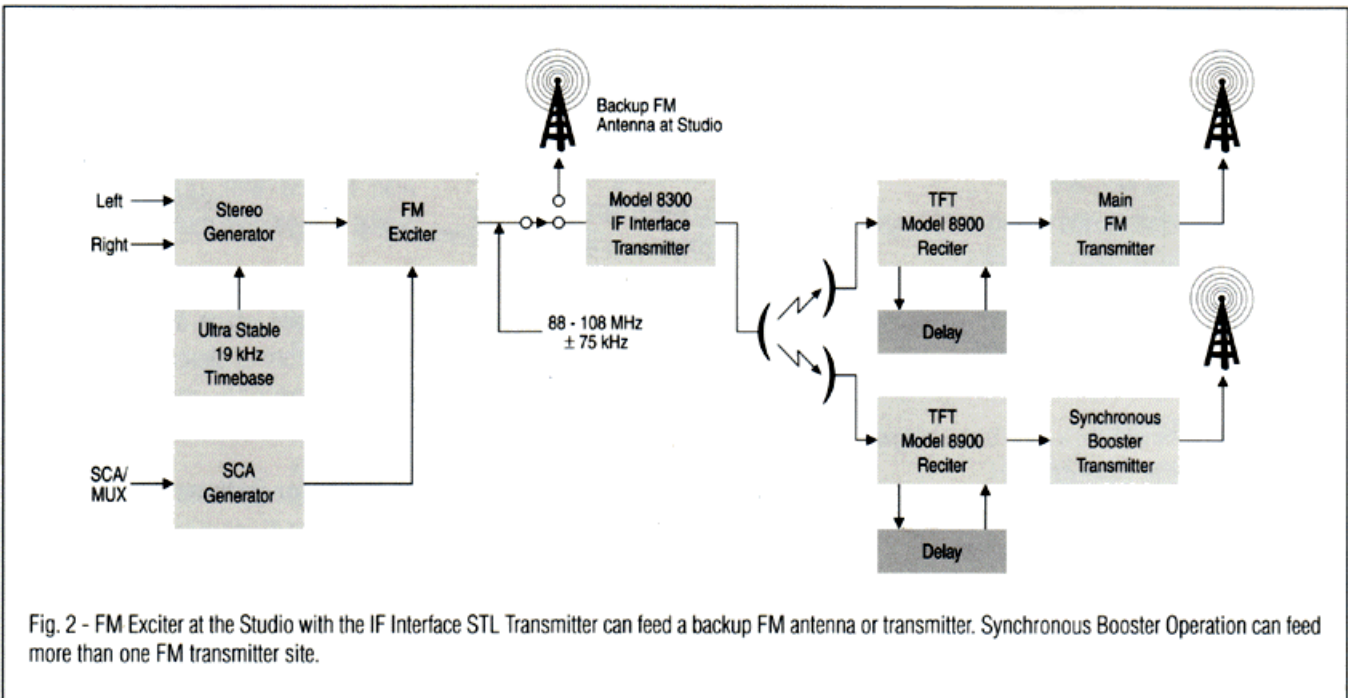 Backup FM
Antenna at Studio
Left
Right
Stereo
Generator
FM
Exciter
Model 8300
IF Interface
Transmitter
TFT
Model 8900
Reciter
Main
FM
Transmitter
Ultra Stable
19 kHz
Timebase
88 - 108 MHz
± 75 kHz
Delay
SCA/
MUX
SCA
Generator
TFT
Model 8900
Reciter
Synchronous
Booster
Transmitter
Delay
Fig. 2 - FM Exciter at the Studio with the IF Interface STL Transmitter can feed a backup FM antenna or transmitter. Synchronous Booster Operation can feed
more than one FM transmitter site.